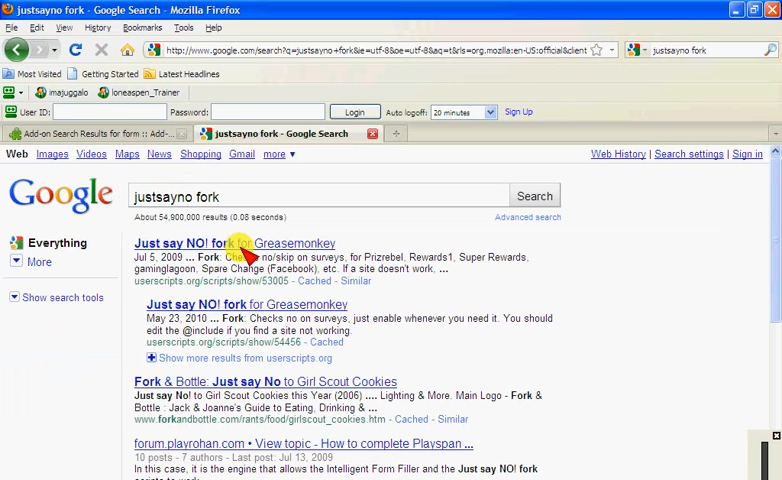 justsayno fork - Google Search - Mozilla Firefox
File Edit View History Bookmarks Tools Help
http://www.google.com/search?q=justsayno+fork&ie=utf-8&oe=utf-8&aq=t&rls=org.mozilla:en-US:official&client justsayno fork
Most Visited Getting Started Latest Headlines
imajuggalo loneaspen_Trainer
User ID: Password: Login Auto logoff: 20 minutes Sign Up
Add-on Search Results for form :: Add-... justsayno fork - Google Search
Web Images Videos Maps News Shopping Gmail more ▼ Web History | Search settings | Sign in
Google justsayno fork Search
About 54,900,000 results (0.08 seconds) Advanced search
Everything
More
Show search tools
Just say NO! fork for Greasemonkey
Jul 5, 2009 ... Fork: no/skip on surveys, for Prizrebel, Rewards1, Super Rewards,
gaminglagoon, Spare Change (Facebook), etc. If a site doesn't work, ...
userscripts.org/scripts/show/53005 - Cached - Similar
Just say NO! fork for Greasemonkey
May 23, 2010 ... Fork: Checks no on surveys, just enable whenever you need it. You should
edit the @include if you find a site not working.
userscripts.org/scripts/show/54456 - Cached
Show more results from userscripts.org
Fork & Bottle: Just say No to Girl Scout Cookies
Just say No! to Girl Scout Cookies this Year (2006) .... Lighting & More. Main Logo - Fork &
Bottle : Jack & Joanne's Guide to Eating, Drinking & ...
www.forkandbottle.com/rants/food/girlscout_cookies.htm - Cached - Similar
forum.playrohan.com • View topic - How to complete Playspan ...
10 posts - 7 authors - Last post: Jul 13, 2009
In this case, it is the engine that allows the Intelligent Form Filler and the Just say NO! fork